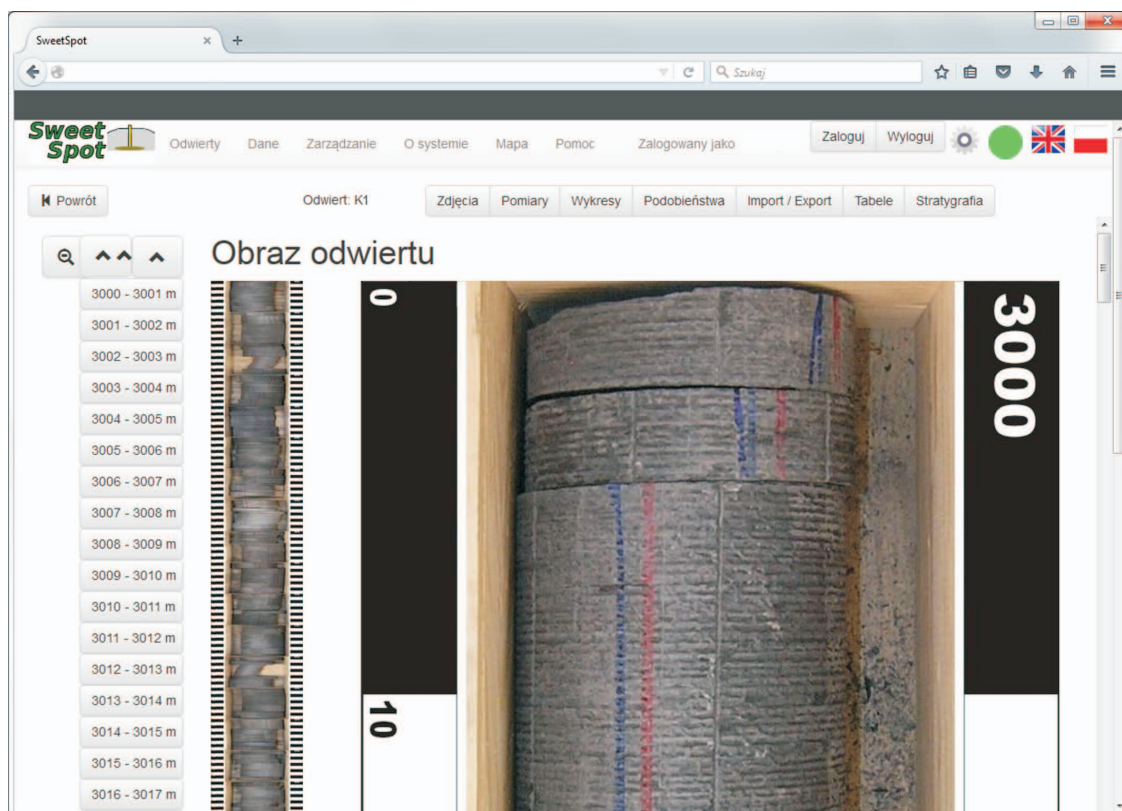 SweetSpot
Szukaj
Sweet
Spot
Odwierty Dane Zarządzanie O systemie Mapa Pomoc Zalogowany jako Zaloguj Wyloguj
Powrót Odwiert: K1 Zdjęcia Pomiary Wykresy Podobieństwa Import / Export Tabele Stratygrafia
Obraz odwiertu
3000 - 3001 m
3001 - 3002 m
3002 - 3003 m
3003 - 3004 m
3004 - 3005 m
3005 - 3006 m
3006 - 3007 m
3007 - 3008 m
3008 - 3009 m
3009 - 3010 m
3010 - 3011 m
3011 - 3012 m
3012 - 3013 m
3013 - 3014 m
3014 - 3015 m
3015 - 3016 m
3016 - 3017 m
0
10
3000